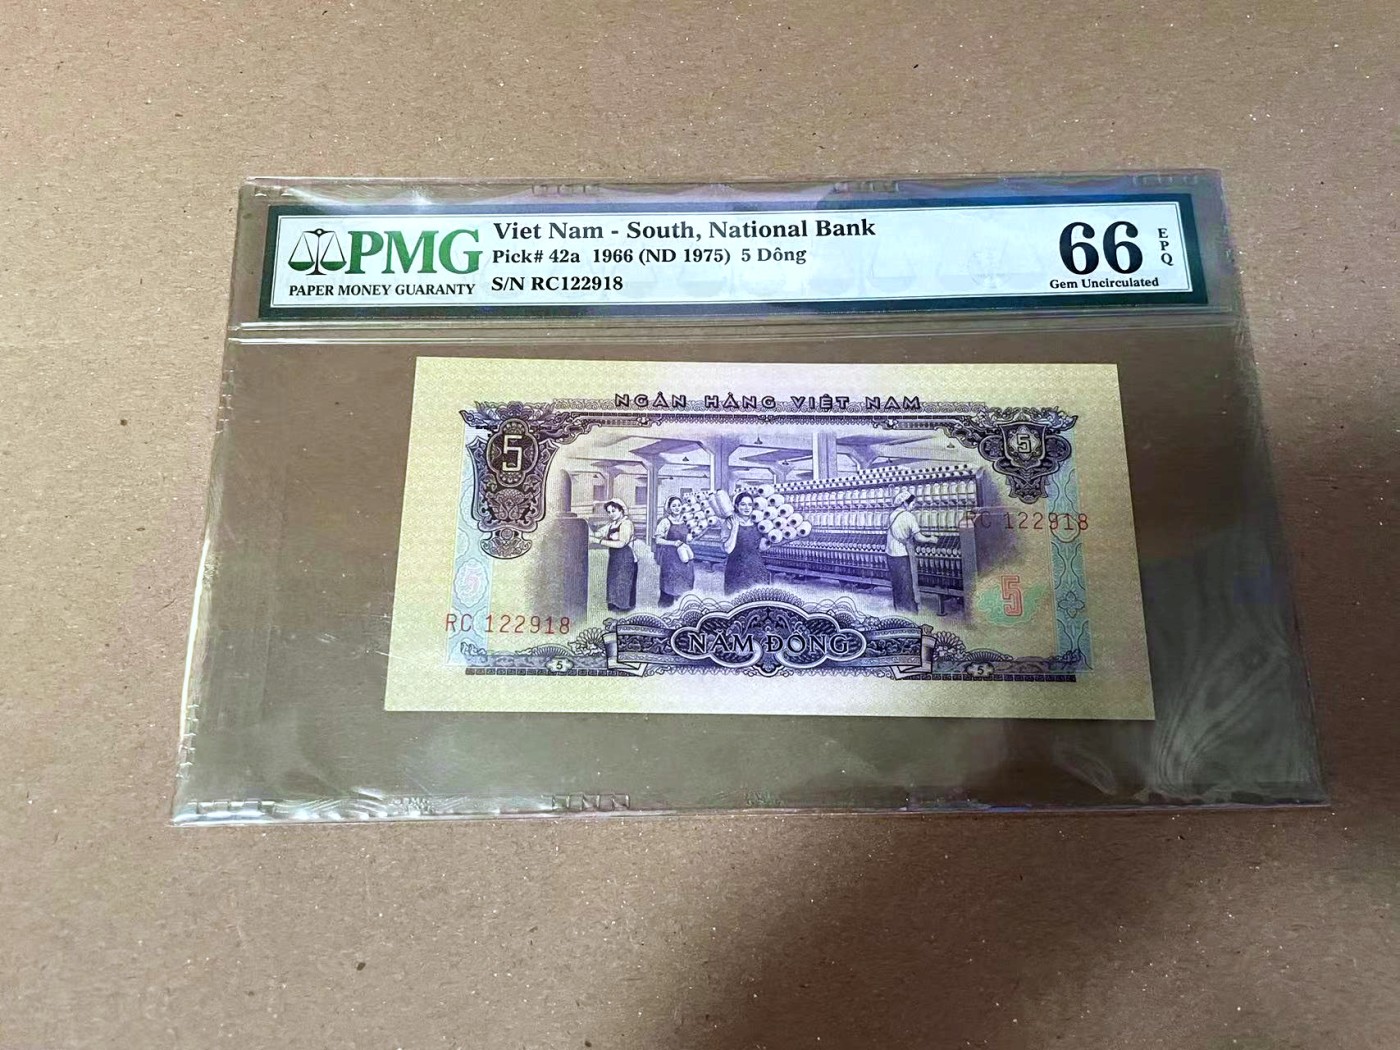 PMG
PAPER MONEY GUARANTY
Viet Nam - South, National Bank
Pick# 42a 1966 (ND 1975) 5 Dông
S/N RC122918
66
EPQ
Gem Uncirculated
NGÂN HÀNG VIỆT NAM
5
5
RC 122918
5
RC 122918
NĂM ĐỒNG
5
5